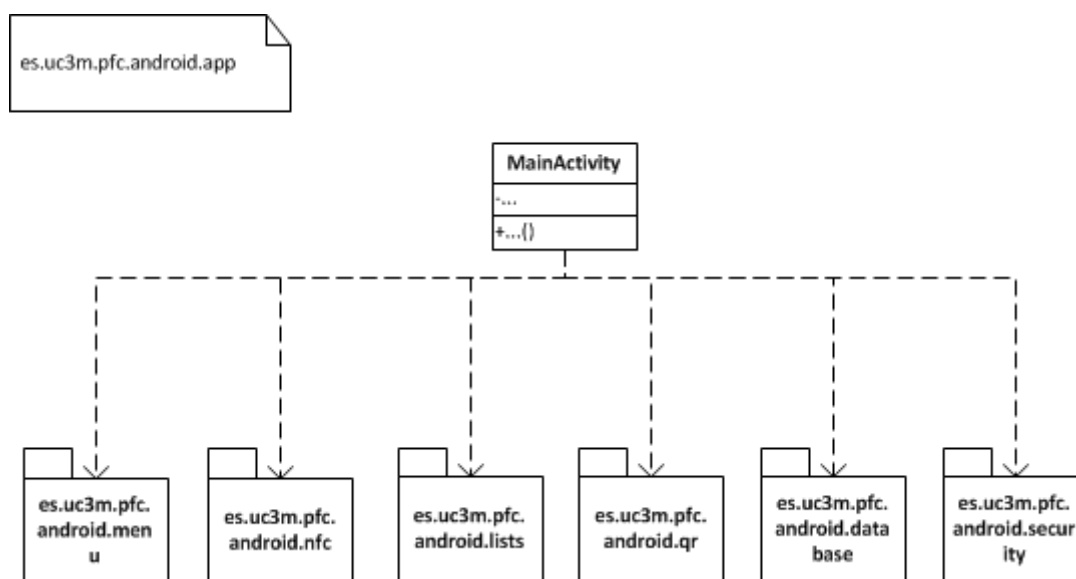 es.uc3m.pfc.android.app
MainActivity
-...
+...()
es.uc3m.pfc.
android.men
u
es.uc3m.pfc.
android.nfc
es.uc3m.pfc.
android.lists
es.uc3m.pfc.
android.qr
es.uc3m.pfc.
android.data
base
es.uc3m.pfc.
android.secur
ity